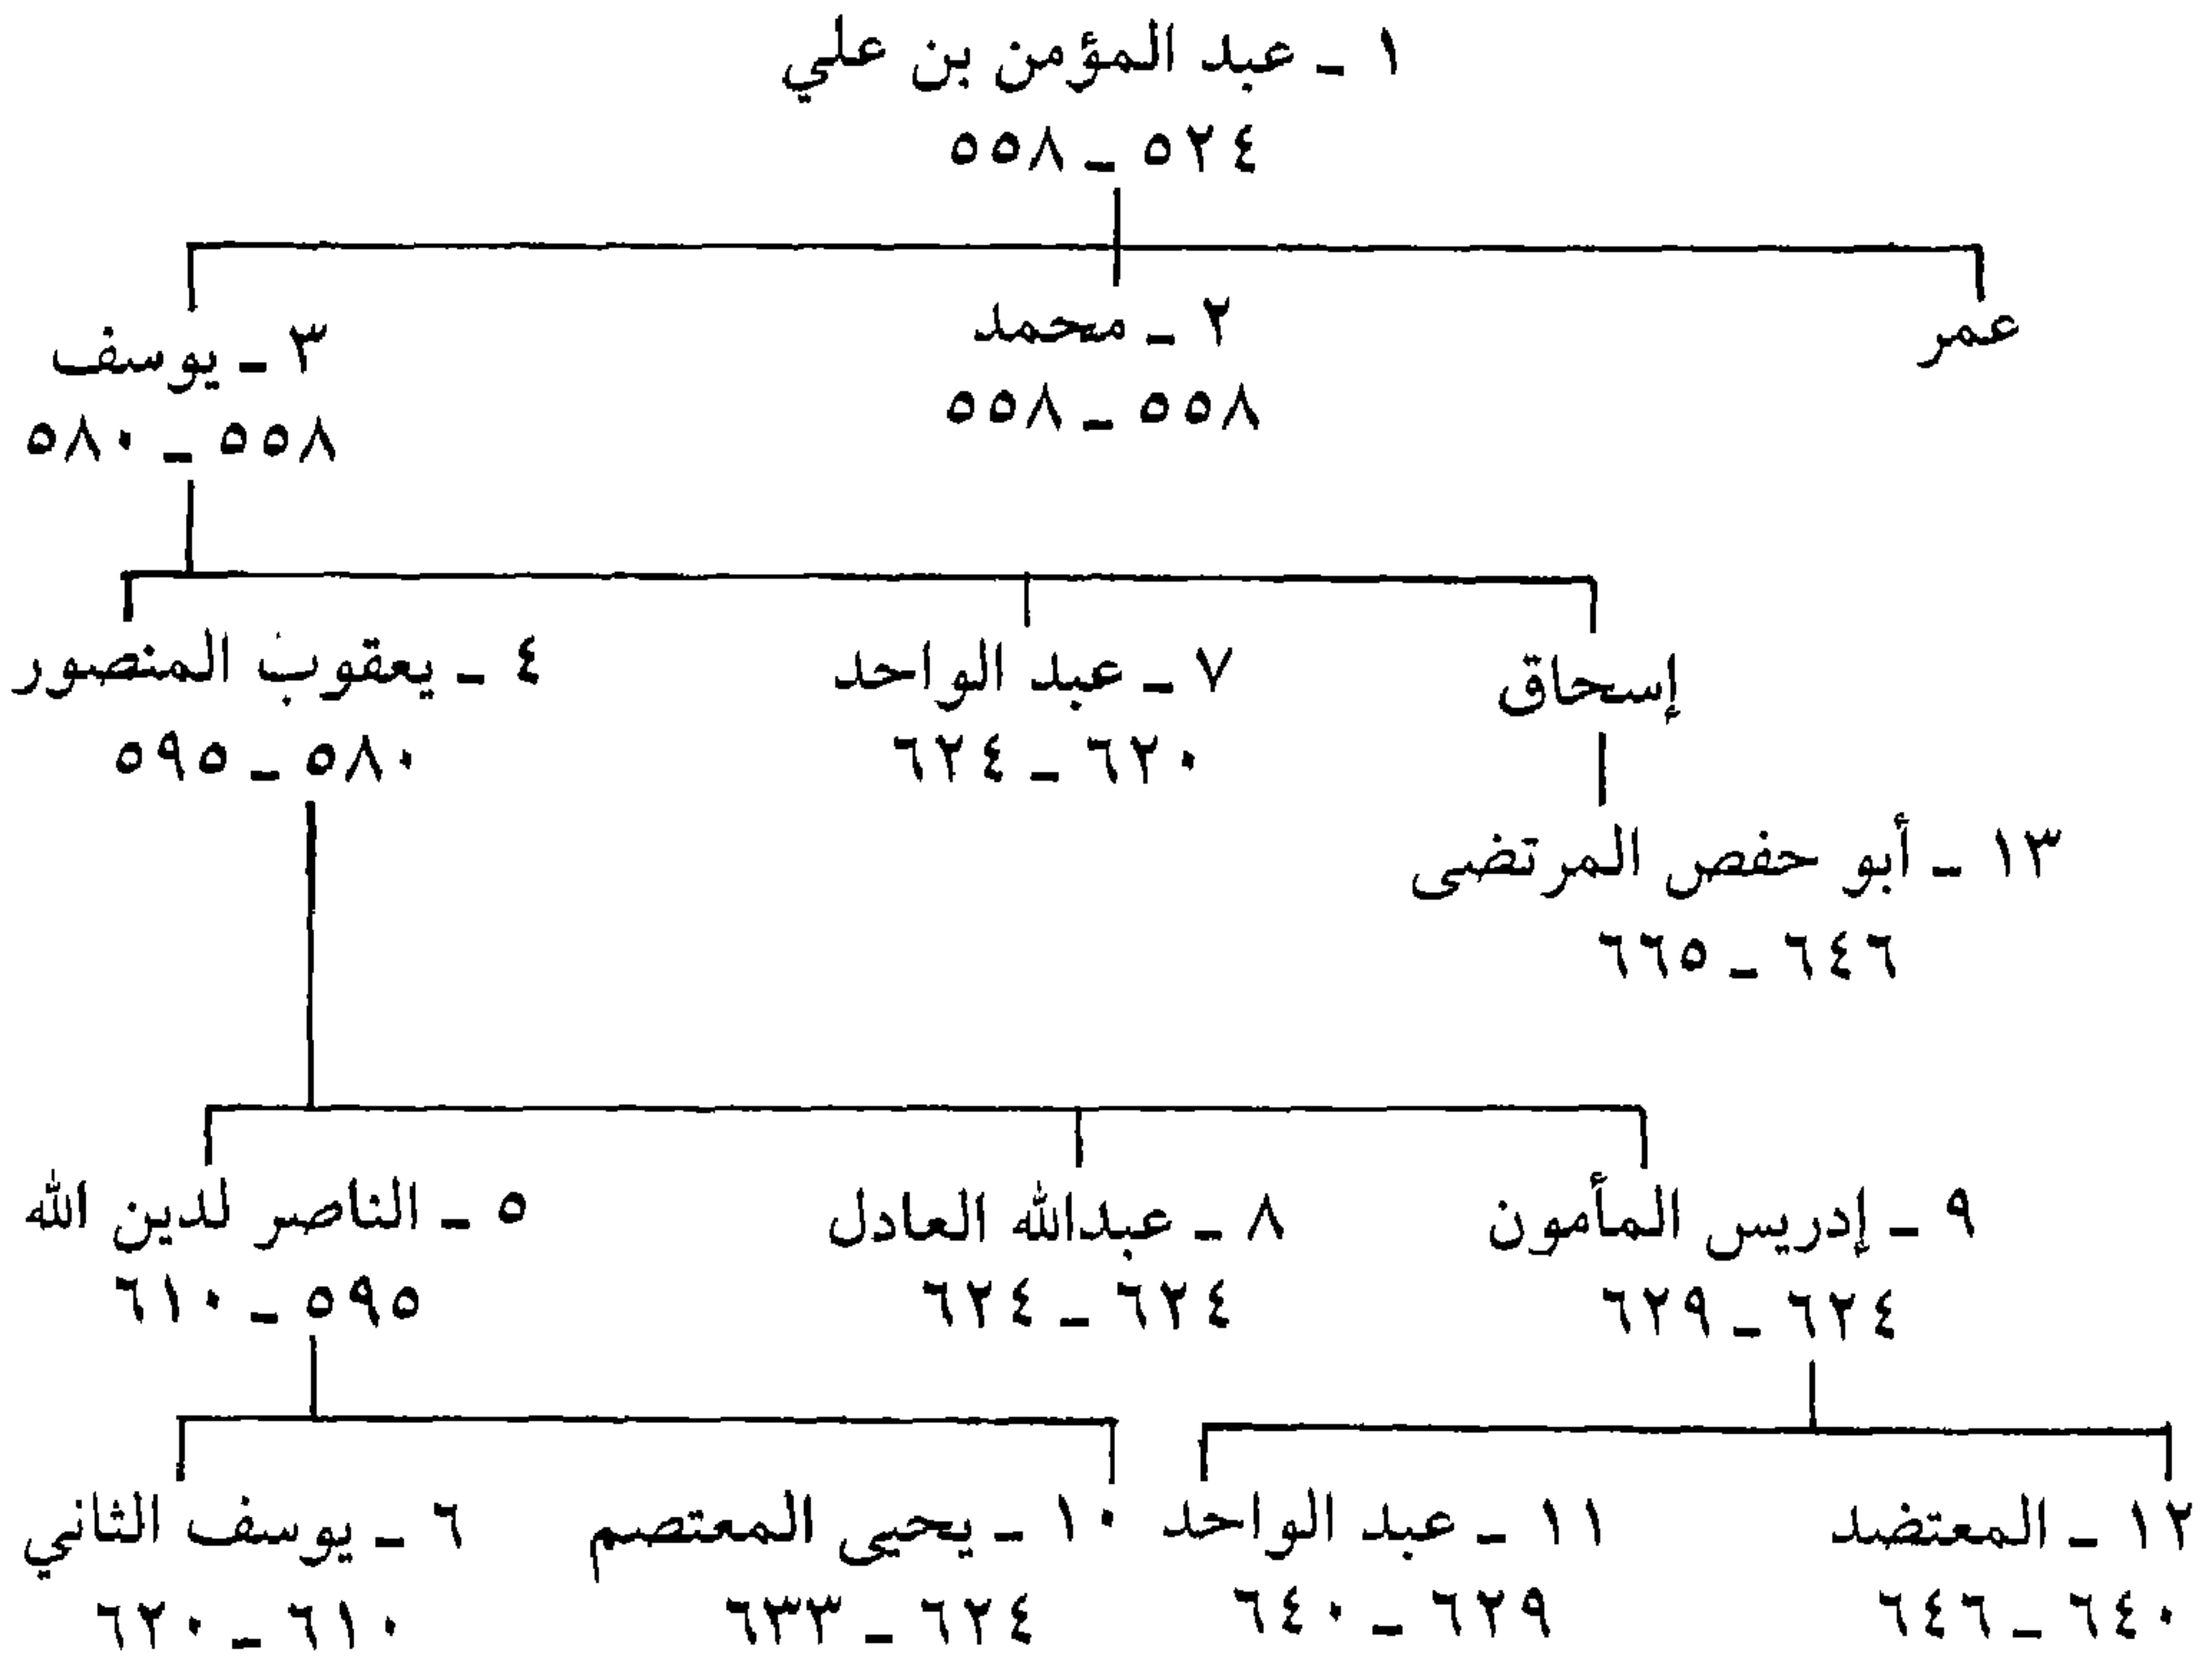 ١ - عبد المؤمن بن علي
٥٢٤ - ٥٥٨
عمر
٢ - محمد
٥٥٨ - ٥٥٨
٣ - يوسف
٥٥٨ - ٥٨٠
إسحاق
٧ - عبد الواحد
٦٢٠ - ٦٢٤
٤ - يعقوب المنصور
٥٨٠ - ٥٩٥
١٣ - أبو حفص المرتضى
٦٤٦ - ٦٦٥
٩ - إدريس المأمون
٦٢٤ - ٦٢٩
٨ - عبدالله العادل
٦٢٤ - ٦٢٤
٥ - الناصر لدين الله
٥٩٥ - ٦١٠
١٢ - المعتضد
٦٤٠ - ٦٤٦
١١ - عبد الواحد
٦٢٩ - ٦٤٠
١٠ - يحيى المعتصم
٦٢٤ - ٦٣٣
٦ - يوسف الثاني
٦١٠ - ٦٢٠